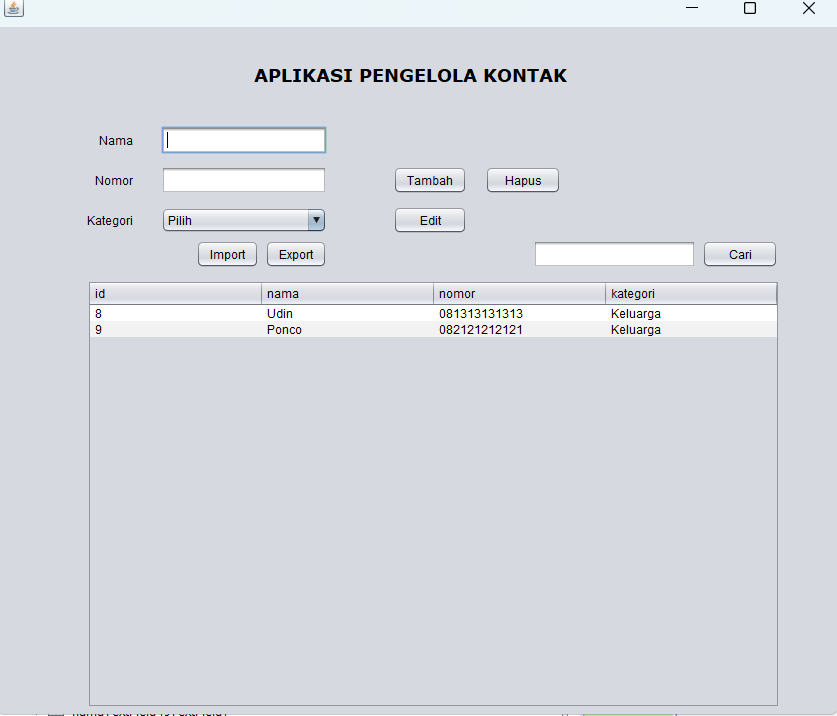 APLIKASI PENGELOLA KONTAK
Nama
Nomor
Tambah
Hapus
Kategori
Pilih
Edit
Import
Export
Cari
id nama nomor kategori
8 Udin 081313131313 Keluarga
9 Ponco 082121212121 Keluarga